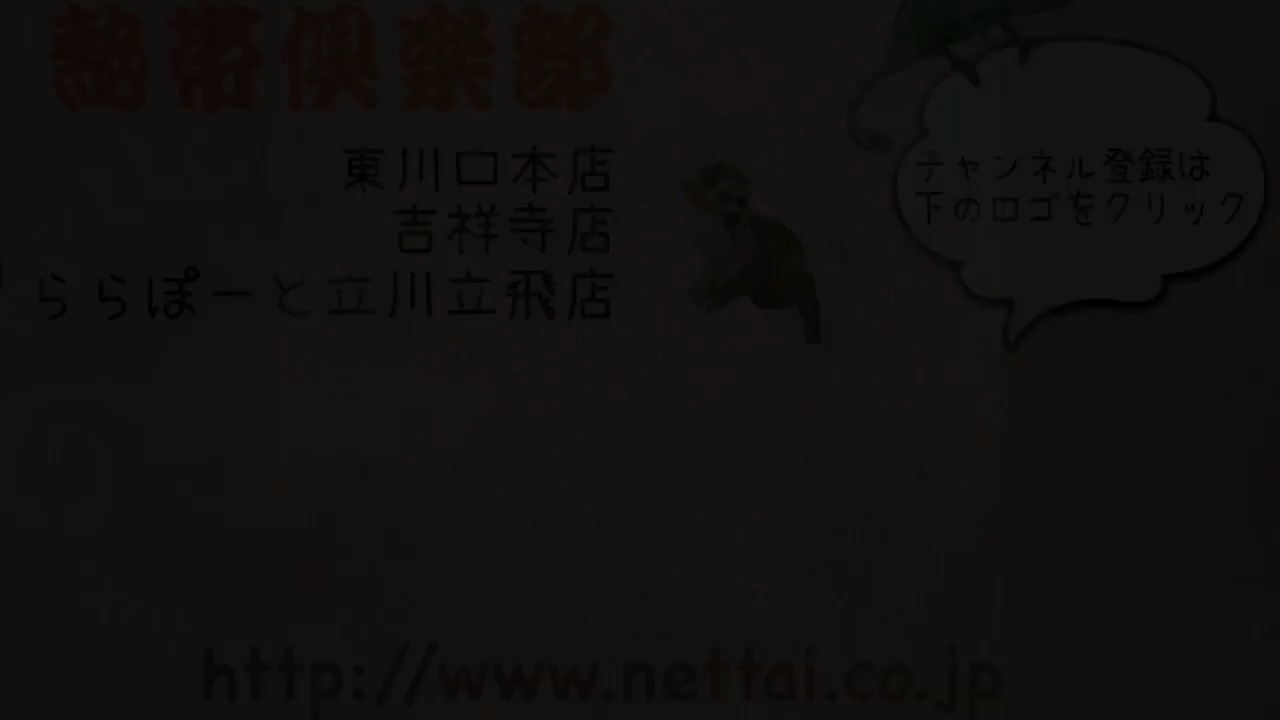 熱帯倶楽部
東川口本店
吉祥寺店
ららぽーと立川立飛店
チャンネル登録は
下のロゴをクリック
http://www.nettai.co.jp